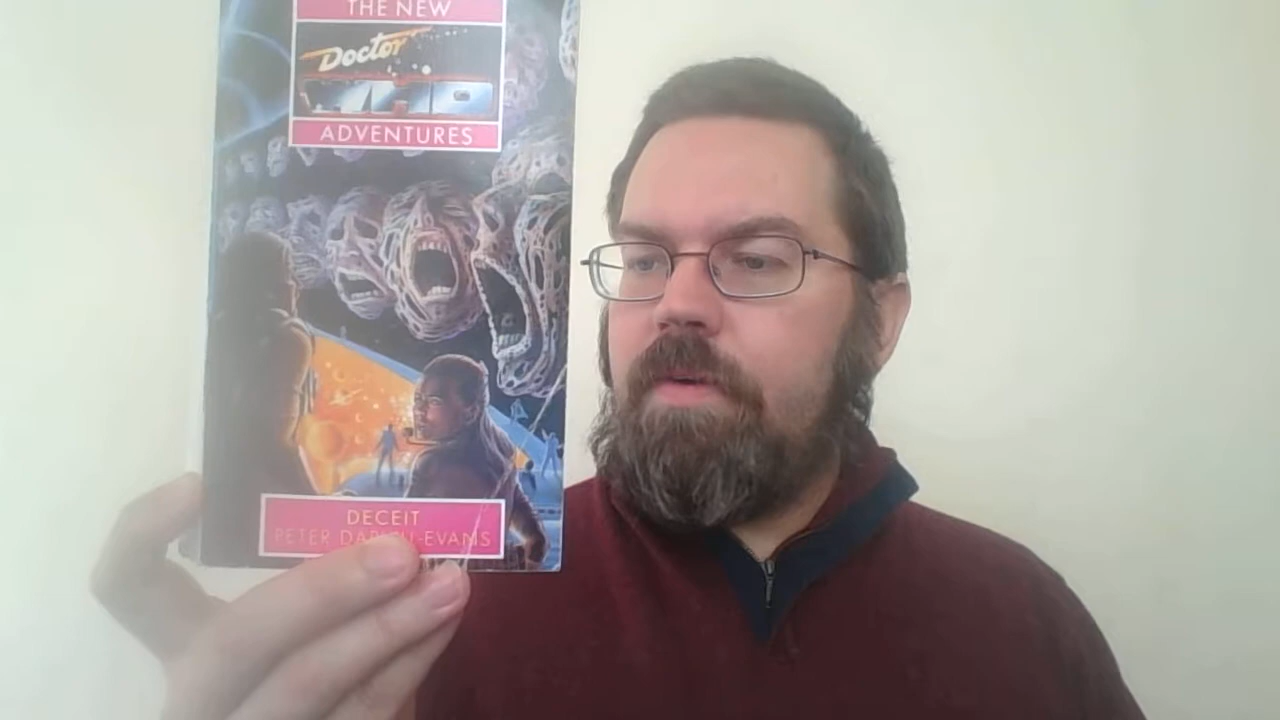 THE NEW
Doctor
WHO
ADVENTURES
DECEIT
PETER DARVILL-EVANS